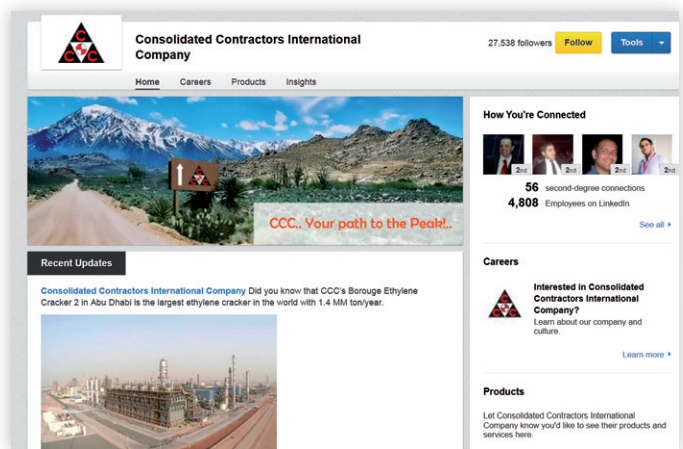 C
C C
Consolidated Contractors International
Company
27,538 followers Follow Tools
Home Careers Products Insights
CCC.. Your path to the Peak!..
Recent Updates
Consolidated Contractors International Company Did you know that CCC's Borouge Ethylene
Cracker 2 in Abu Dhabi is the largest ethylene cracker in the world with 1.4 MM ton/year.
How You're Connected
2nd 2nd 2nd 2nd
56 second-degree connections
4,808 Employees on LinkedIn
See all
Careers
Interested in Consolidated
Contractors International
Company?
Learn about our company and
culture.
Learn more
Products
Let Consolidated Contractors International
Company know you'd like to see their products and
services here.